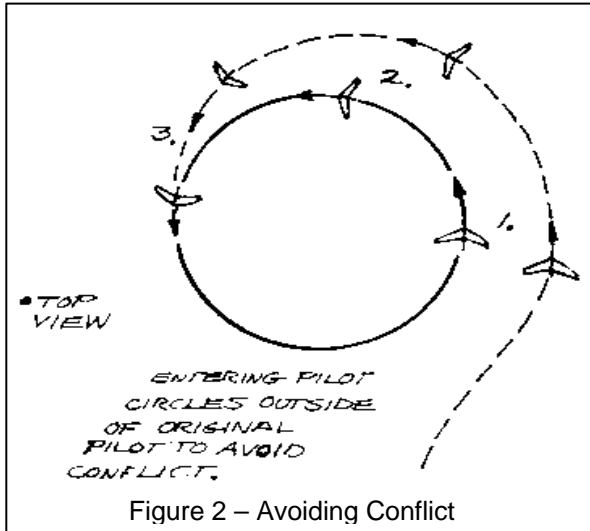 2.
3.
1.
• TOP
VIEW
ENTERING PILOT
CIRCLES OUTSIDE
OF ORIGINAL
PILOT TO AVOID
CONFLICT.
Figure 2 – Avoiding Conflict